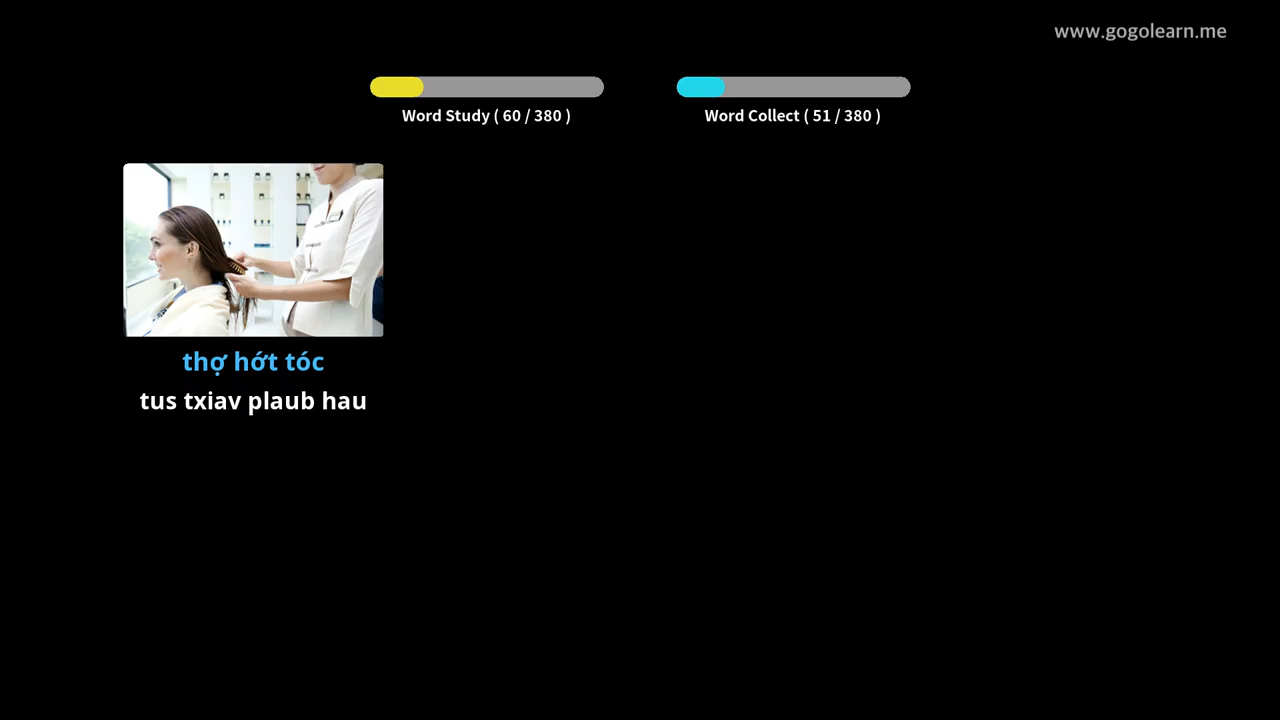 www.gogolearn.me
Word Study ( 60 / 380 )
Word Collect ( 51 / 380 )
thợ hớt tóc
tus txiav plaub hau